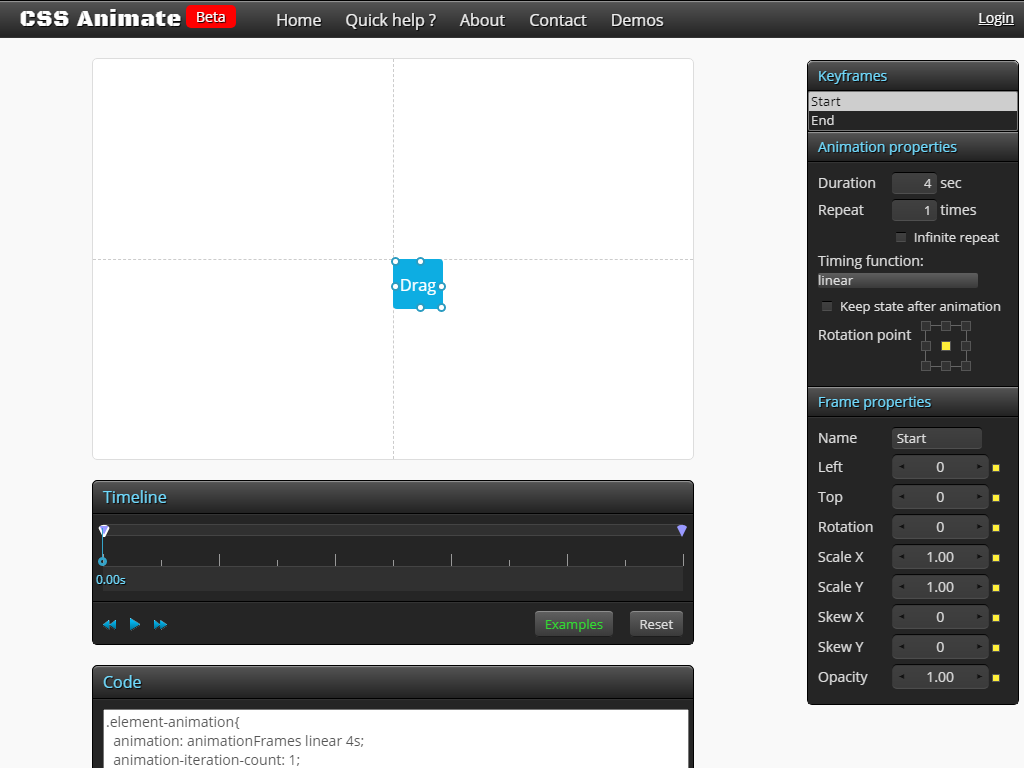 CSS Animate Beta Home Quick help ? About Contact Demos Login
Keyframes
Start
End
Animation properties
Duration 4 sec
Repeat 1 times
Infinite repeat
Timing function:
linear
Keep state after animation
Rotation point
Frame properties
Name Start
Left 0
Top 0
Rotation 0
Scale X 1.00
Scale Y 1.00
Skew X 0
Skew Y 0
Opacity 1.00
Drag
Timeline
0.00s
Examples Reset
Code
.element-animation{
animation: animationFrames linear 4s;
animation-iteration-count: 1;